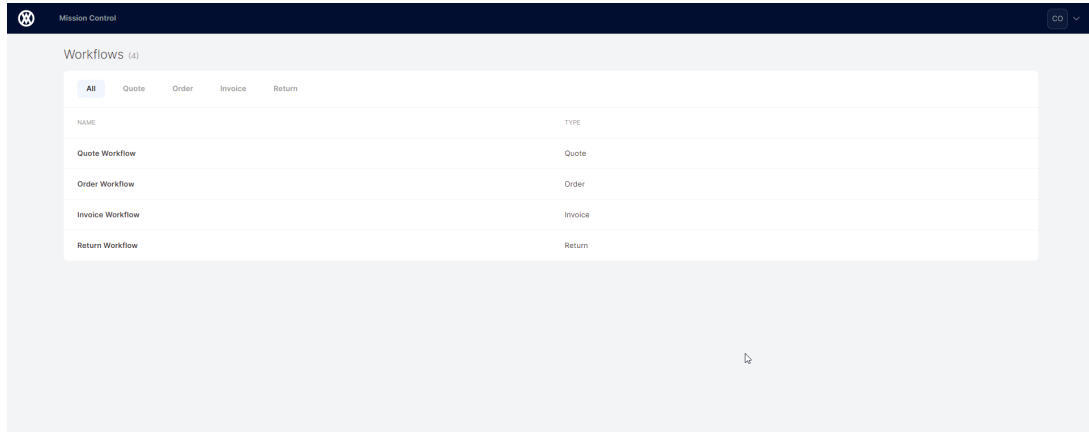 Mission Control
CO
Workflows (4)
All Quote Order Invoice Return
NAME TYPE
Quote Workflow Quote
Order Workflow Order
Invoice Workflow Invoice
Return Workflow Return